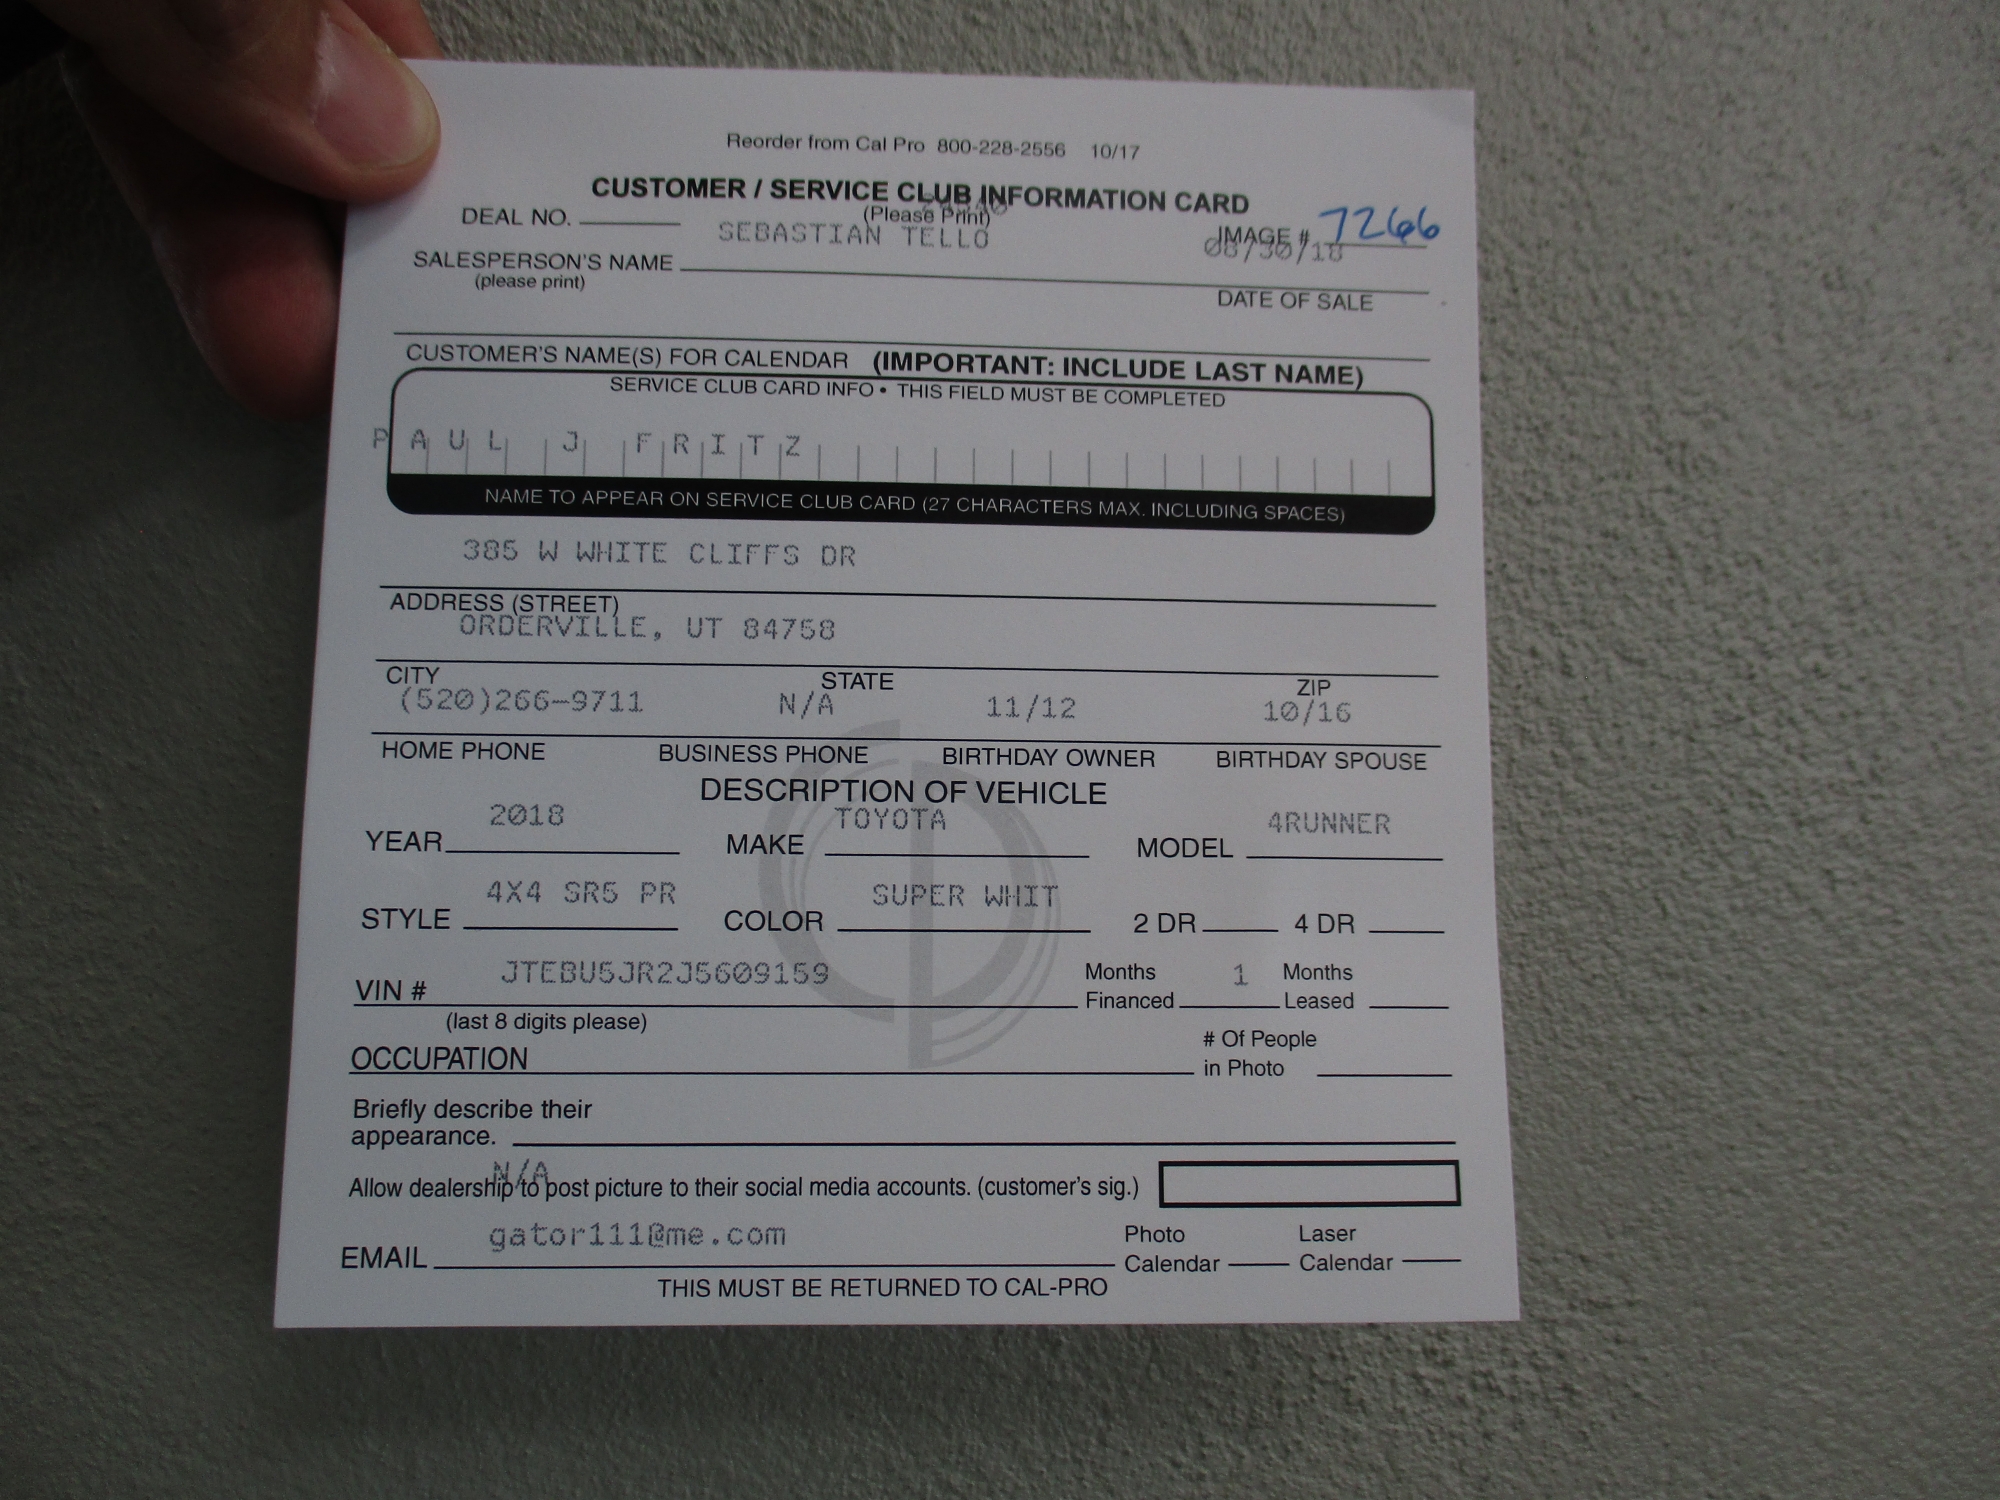 Reorder from Cal Pro 800-228-2556 10/17
CUSTOMER / SERVICE CLUB INFORMATION CARD
(Please Print)
DEAL NO.
IMAGE # 7266
SEBASTIAN TELLO 08/30/18
SALESPERSON'S NAME
(please print)
DATE OF SALE
CUSTOMER'S NAME(S) FOR CALENDAR (IMPORTANT: INCLUDE LAST NAME)
SERVICE CLUB CARD INFO • THIS FIELD MUST BE COMPLETED
PAUL J FRITZ
NAME TO APPEAR ON SERVICE CLUB CARD (27 CHARACTERS MAX. INCLUDING SPACES)
385 W WHITE CLIFFS DR
ADDRESS (STREET)
ORDERVILLE, UT 84758
CITY STATE ZIP
(520)266-9711 N/A 11/12 10/16
HOME PHONE BUSINESS PHONE BIRTHDAY OWNER BIRTHDAY SPOUSE
DESCRIPTION OF VEHICLE
2018 TOYOTA 4RUNNER
YEAR MAKE MODEL
4X4 SR5 PR SUPER WHIT
STYLE COLOR 2 DR 4 DR
JTEBU5JR2J5609159 1
VIN # Months Financed Months Leased
(last 8 digits please)
OCCUPATION # Of People in Photo
Briefly describe their
appearance.
N/A
Allow dealership to post picture to their social media accounts. (customer's sig.)
gator111@me.com
EMAIL Photo Calendar Laser Calendar
THIS MUST BE RETURNED TO CAL-PRO